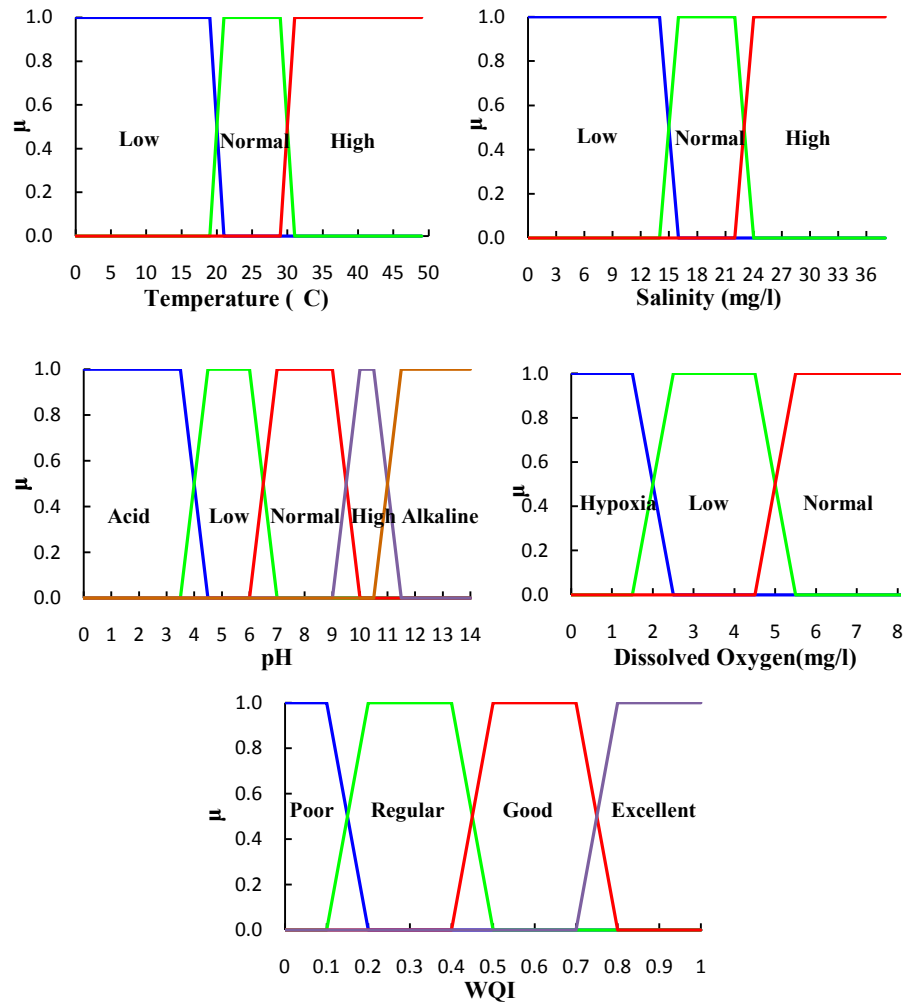 1.0
0.8
0.6
0.4
0.2
0.0
μ
Low
Normal
High
0 5 10 15 20 25 30 35 40 45 50
Temperature ( C)
1.0
0.8
0.6
0.4
0.2
0.0
μ
Low
Normal
High
0 3 6 9 12 15 18 21 24 27 30 33 36
Salinity (mg/l)
1.0
0.8
0.6
0.4
0.2
0.0
μ
Acid
Low
Normal
High
Alkaline
0 1 2 3 4 5 6 7 8 9 10 11 12 13 14
pH
1.0
0.8
0.6
0.4
0.2
0.0
μ
Hypoxia
Low
Normal
0 1 2 3 4 5 6 7 8
Dissolved Oxygen(mg/l)
1.0
0.8
0.6
0.4
0.2
0.0
μ
Poor
Regular
Good
Excellent
0 0.1 0.2 0.3 0.4 0.5 0.6 0.7 0.8 0.9 1
WQI